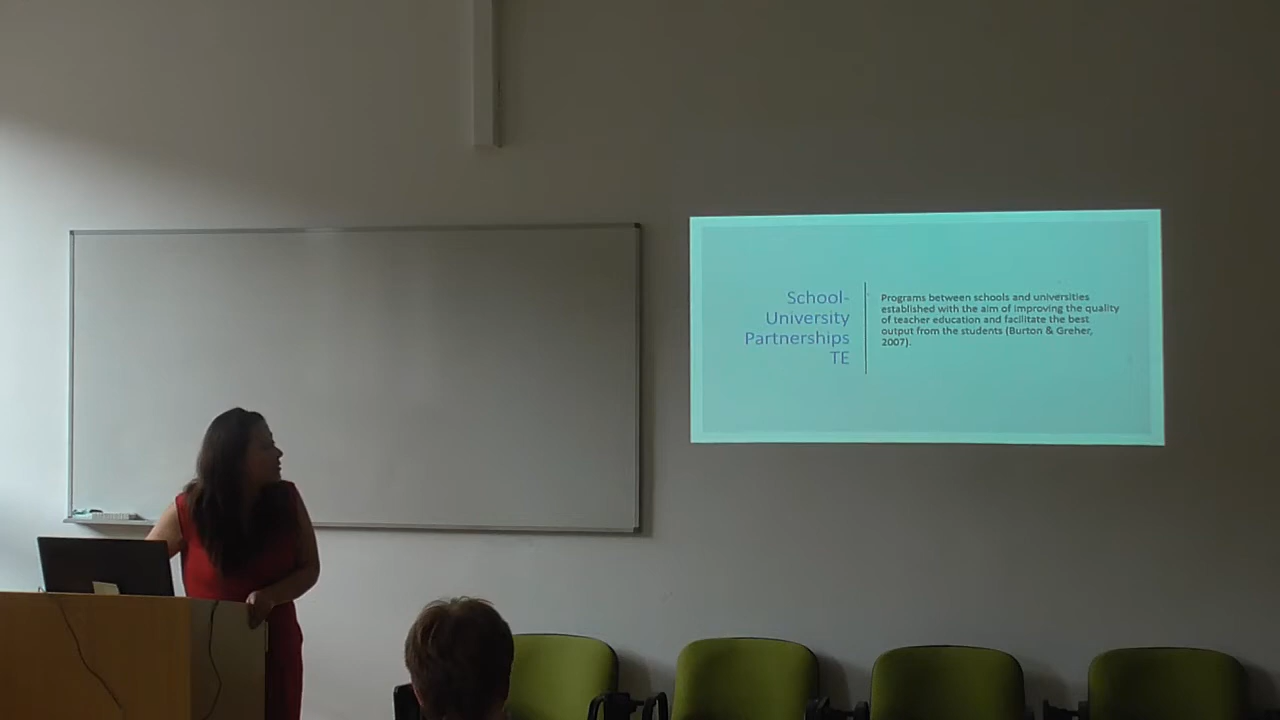 School-
University
Partnerships
TE
Programs between schools and universities
established with the aim of improving the quality
of teacher education and facilitate the best
output from the students (Burton & Greher,
2007).